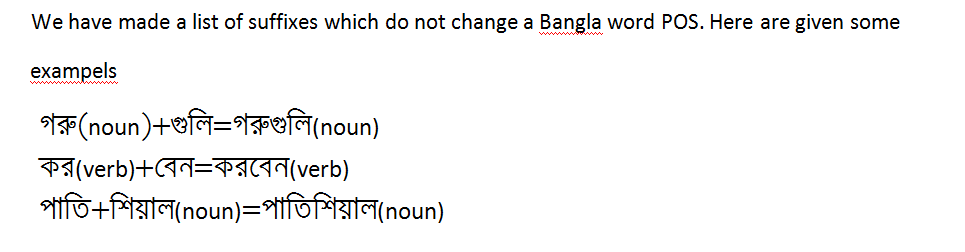 We have made a list of suffixes which do not change a Bangla word POS. Here are given some
exampels
গরু(noun)+গুলি=গরুগুলি(noun)
কর(verb)+বেন=করবেন(verb)
পাতি+শিয়াল(noun)=পাতিশিয়াল(noun)